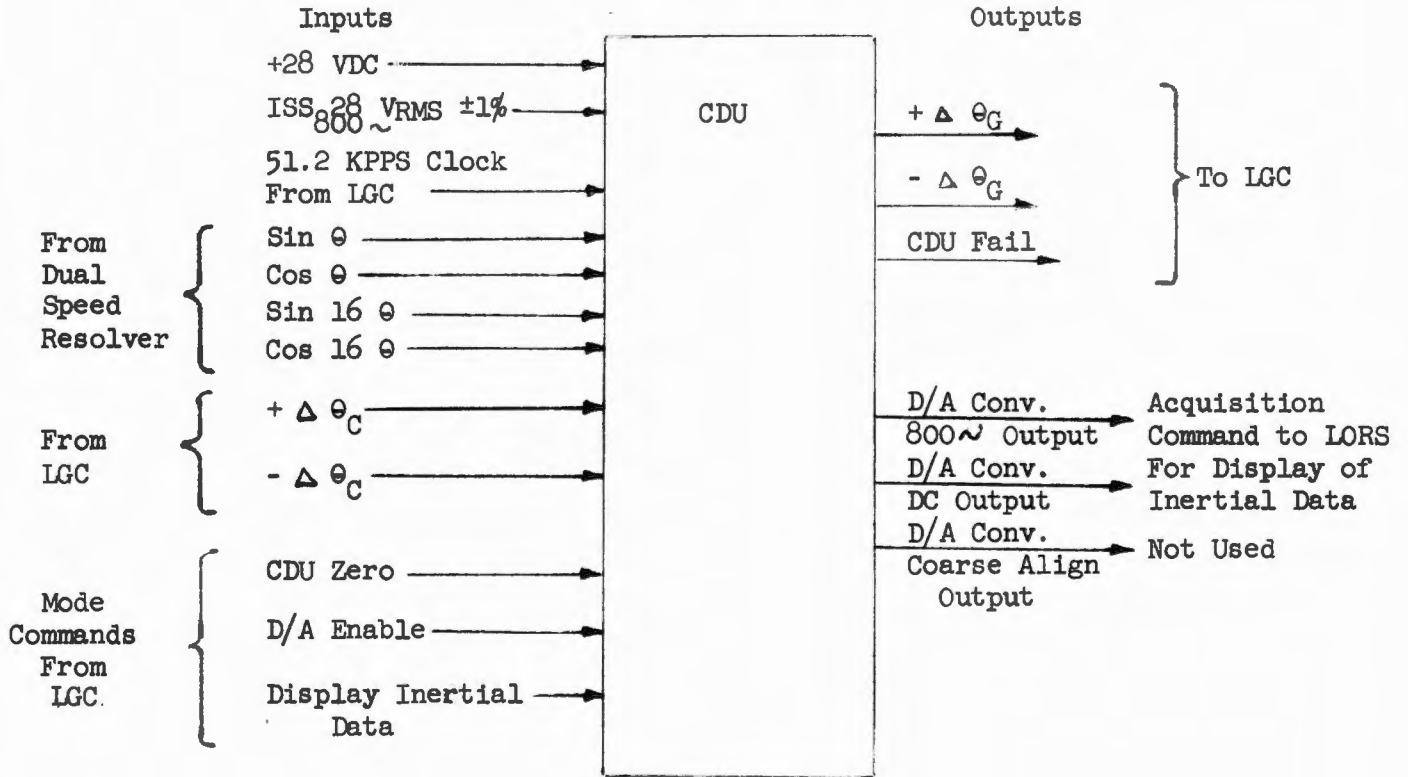 Inputs
Outputs
+28 VDC
ISS 28 VRMS ±1%
800~
51.2 KPPS Clock
From LGC
From
Dual
Speed
Resolver
Sin θ
Cos θ
Sin 16 θ
Cos 16 θ
From
LGC
+ Δ θC
- Δ θC
Mode
Commands
From
LGC.
CDU Zero
D/A Enable
Display Inertial
Data
CDU
+ Δ θG
- Δ θG
CDU Fail
To LGC
D/A Conv.
800~ Output
Acquisition
Command to LORS
D/A Conv.
DC Output
For Display of
Inertial Data
D/A Conv.
Coarse Align
Output
Not Used